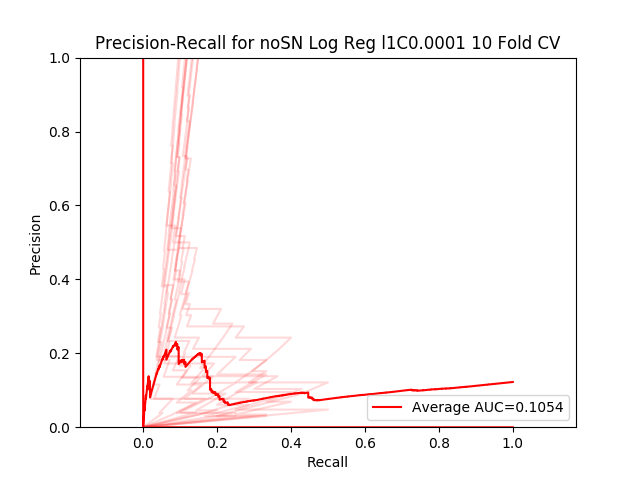 Precision-Recall for noSN Log Reg l1C0.0001 10 Fold CV
1.0
0.8
0.6
0.4
0.2
0.0
Precision
0.0 0.2 0.4 0.6 0.8 1.0
Recall
Average AUC=0.1054